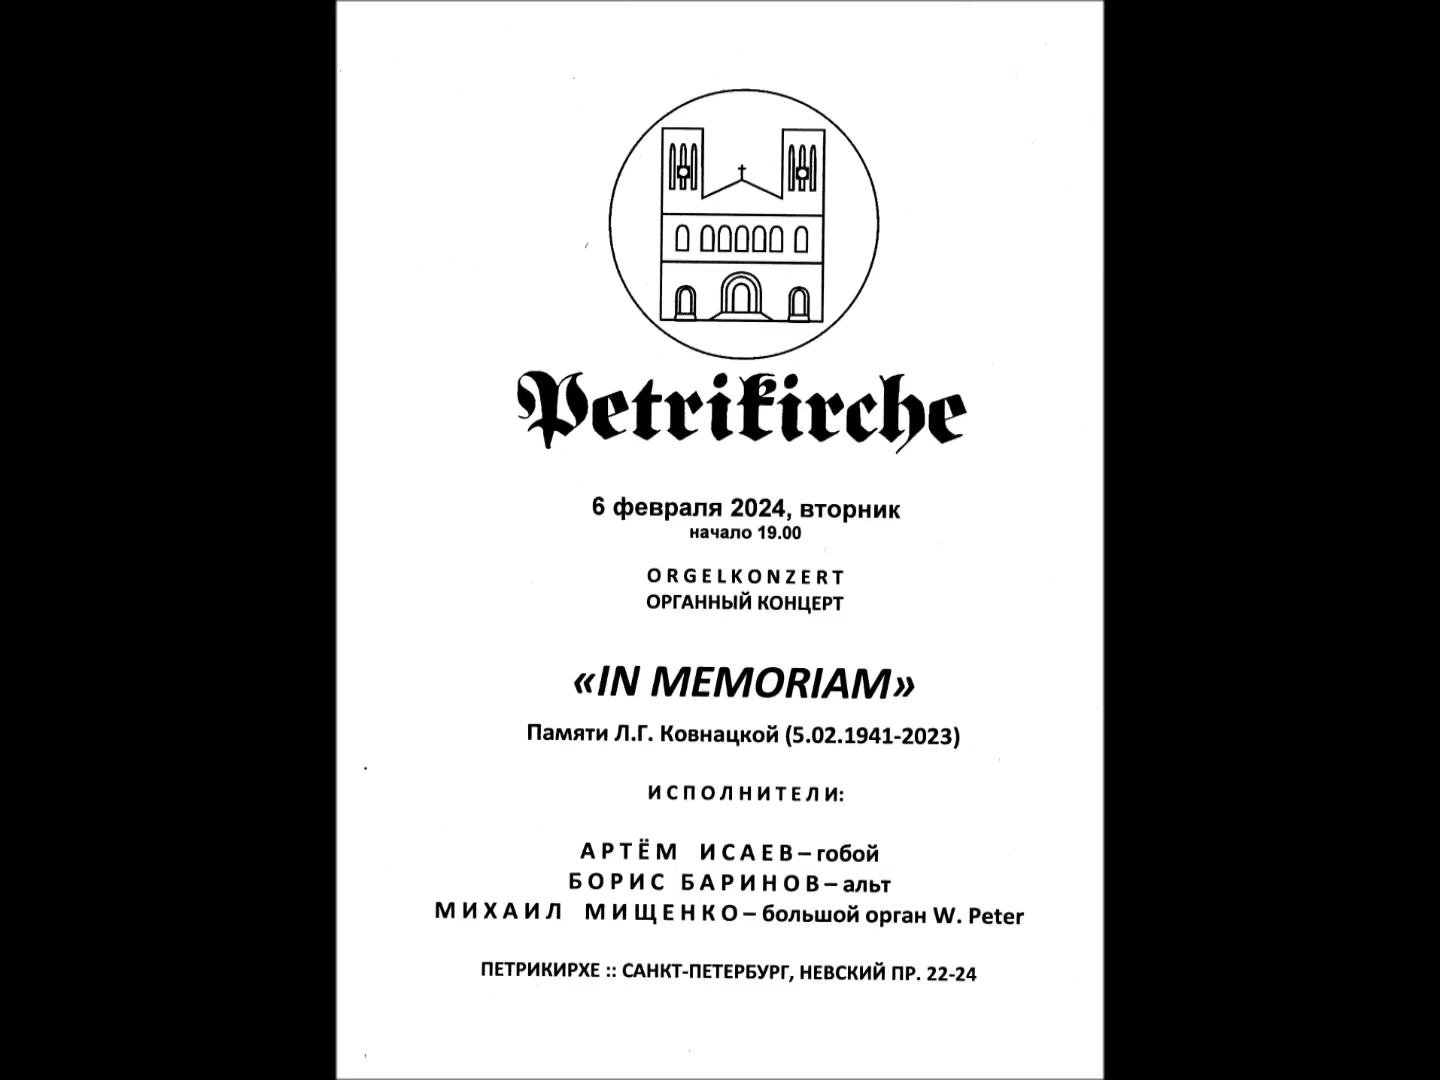 Petrikirche
6 февраля 2024, вторник
начало 19.00
ORGELKONZERT
ОРГАННЫЙ КОНЦЕРТ
«IN MEMORIAM»
Памяти Л.Г. Ковнацкой (5.02.1941-2023)
ИСПОЛНИТЕЛИ:
АРТЁМ ИСАЕВ – гобой
БОРИС БАРИНОВ – альт
МИХАИЛ МИЩЕНКО – большой орган W. Peter
ПЕТРИКИРХЕ :: САНКТ-ПЕТЕРБУРГ, НЕВСКИЙ ПР. 22-24